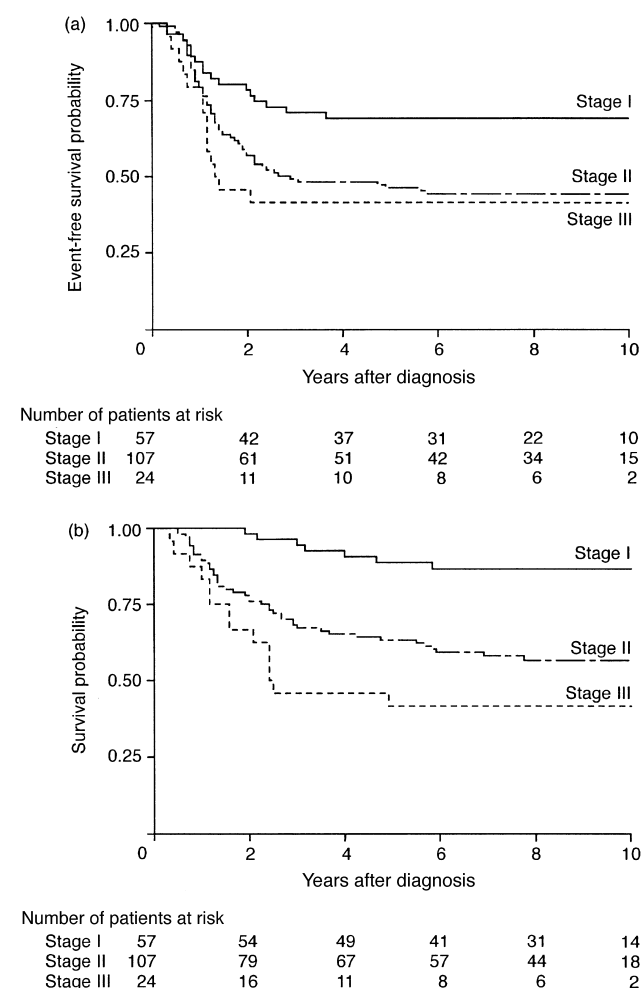 (a)
1.00
0.75
0.50
0.25
Event-free survival probability
Stage I
Stage II
Stage III
0 2 4 6 8 10
Years after diagnosis
Number of patients at risk
Stage I 57 42 37 31 22 10
Stage II 107 61 51 42 34 15
Stage III 24 11 10 8 6 2
(b)
1.00
0.75
0.50
0.25
Survival probability
Stage I
Stage II
Stage III
0 2 4 6 8 10
Years after diagnosis
Number of patients at risk
Stage I 57 54 49 41 31 14
Stage II 107 79 67 57 44 18
Stage III 24 16 11 8 6 2